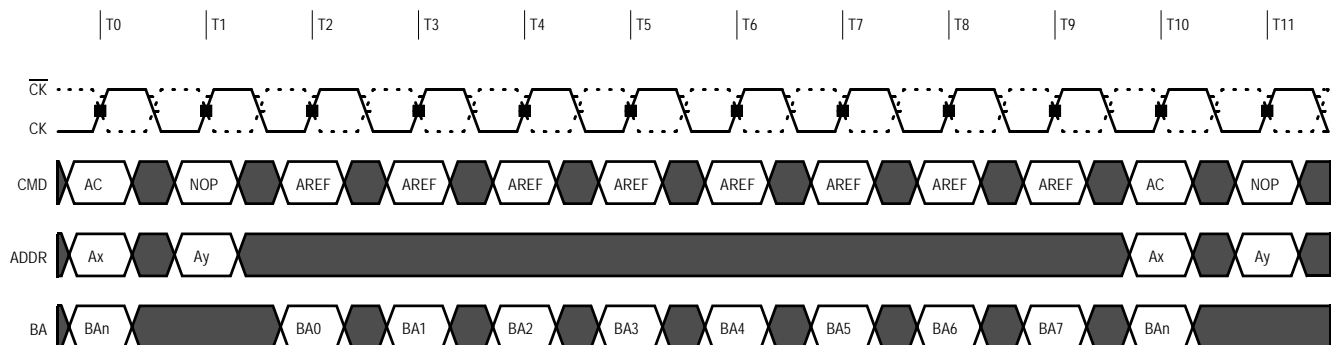 T0 T1 T2 T3 T4 T5 T6 T7 T8 T9 T10 T11
CK
CK
CMD AC NOP AREF AREF AREF AREF AREF AREF AREF AREF AC NOP
ADDR Ax Ay Ax Ay
BA BAn BA0 BA1 BA2 BA3 BA4 BA5 BA6 BA7 BAn